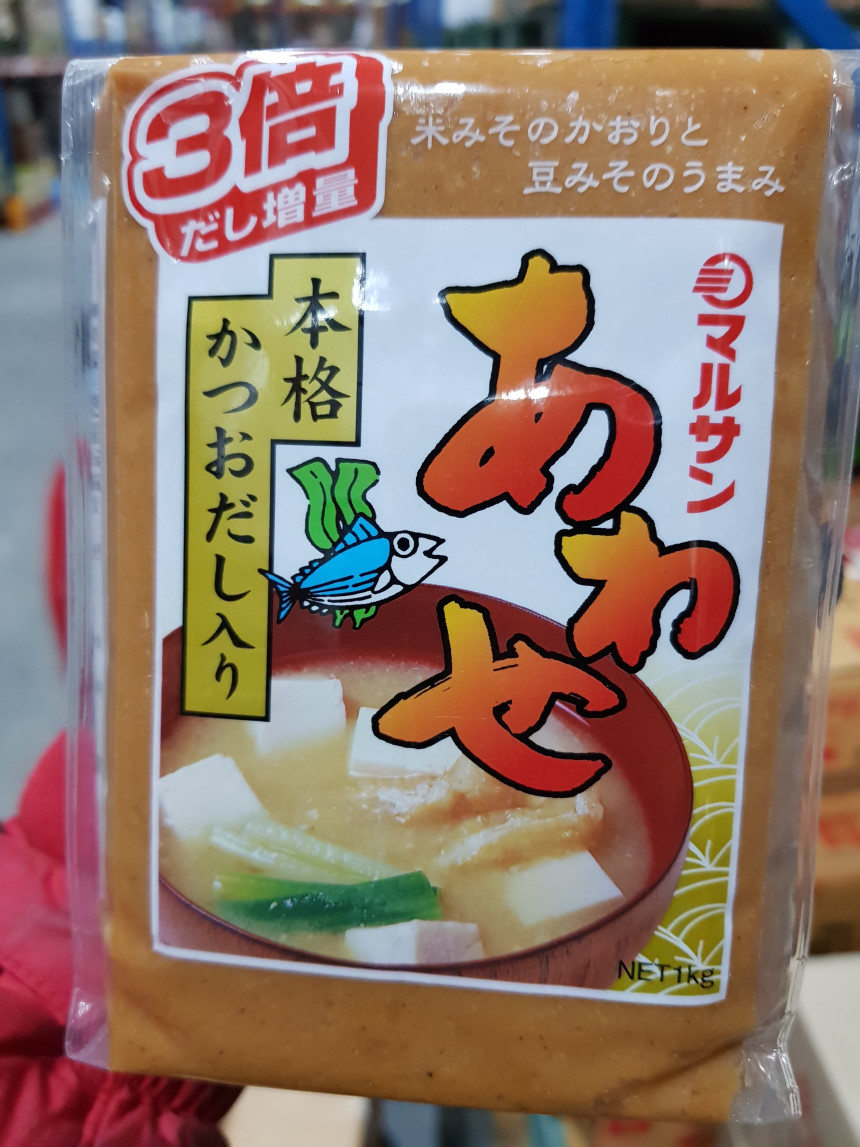 3倍
だし増量
米みそのかおりと
豆みそのうまみ
マルサン
あわせ
本格
かつおだし入り
NET1kg